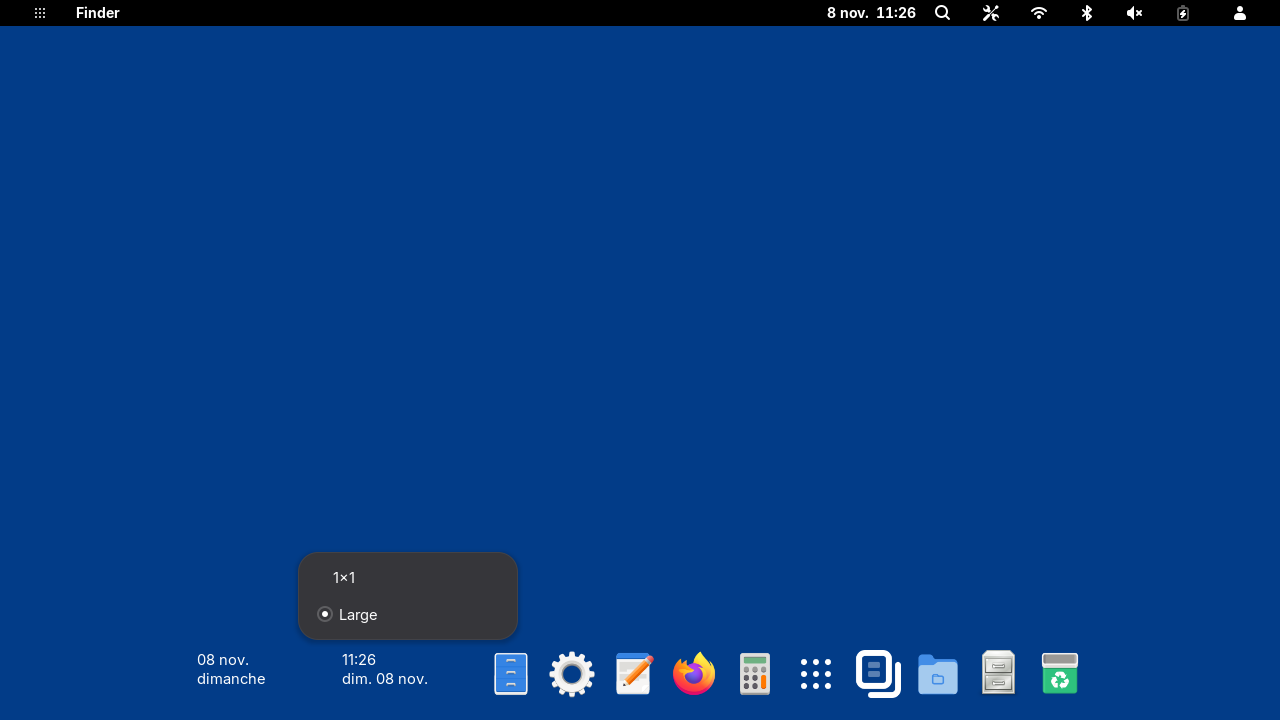 Finder
8 nov. 11:26
1×1
Large
08 nov.
dimanche
11:26
dim. 08 nov.